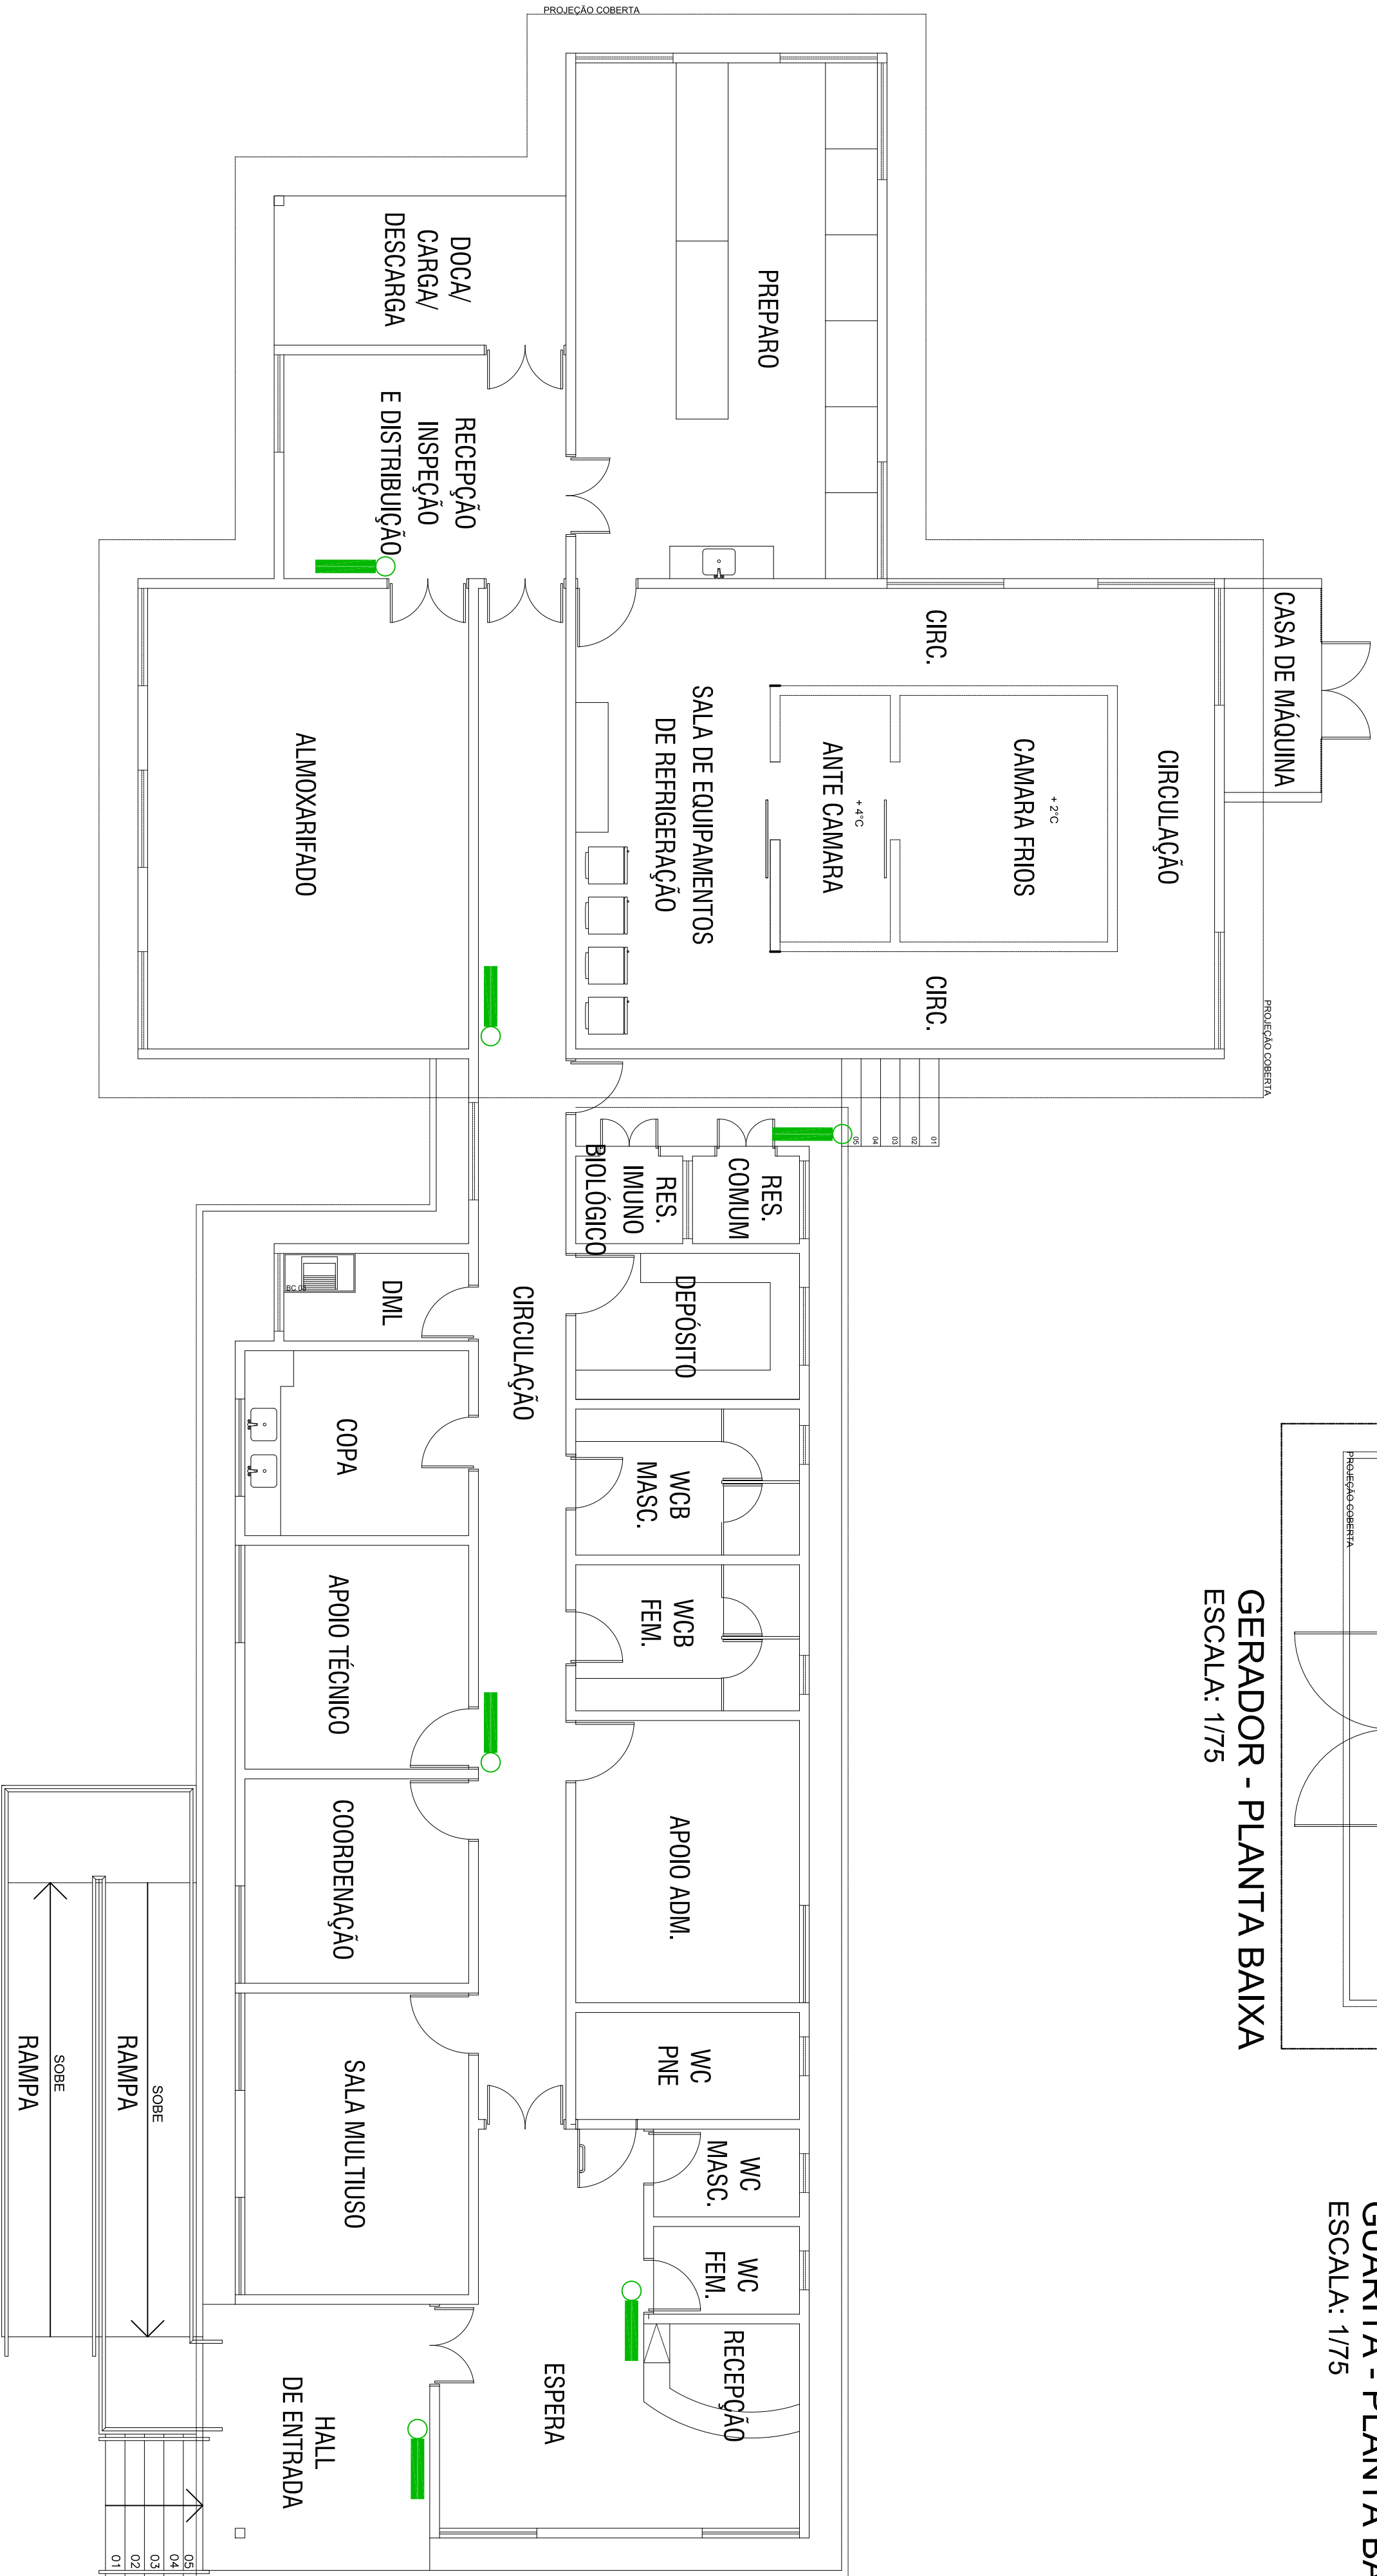 PROJEÇÃO COBERTA
DOCA/
CARGA/
DESCARGA
PREPARO
RECEPÇÃO
INSPEÇÃO
E DISTRIBUIÇÃO
CASA DE MÁQUINA
CIRC.
CIRCULAÇÃO
CAMARA FRIOS
+ 2°C
ANTE CAMARA
+ 4°C
SALA DE EQUIPAMENTOS
DE REFRIGERAÇÃO
CIRC.
ALMOXARIFADO
PROJEÇÃO COBERTA
01
02
03
04
05
RES.
COMUM
RES.
IMUNO
BIOLÓGICO
DEPÓSITO
DML
BC 03
CIRCULAÇÃO
COPA
WCB
MASC.
WCB
FEM.
APOIO TÉCNICO
COORDENAÇÃO
APOIO ADM.
WC
PNE
SALA MULTIUSO
WC
MASC.
WC
FEM.
RECEPÇÃO
ESPERA
HALL
DE ENTRADA
SOBE
RAMPA
SOBE
RAMPA
05
04
03
02
01
PROJEÇÃO COBERTA
GERADOR - PLANTA BAIXA
ESCALA: 1/75
GUARITA - PLANTA BA
ESCALA: 1/75